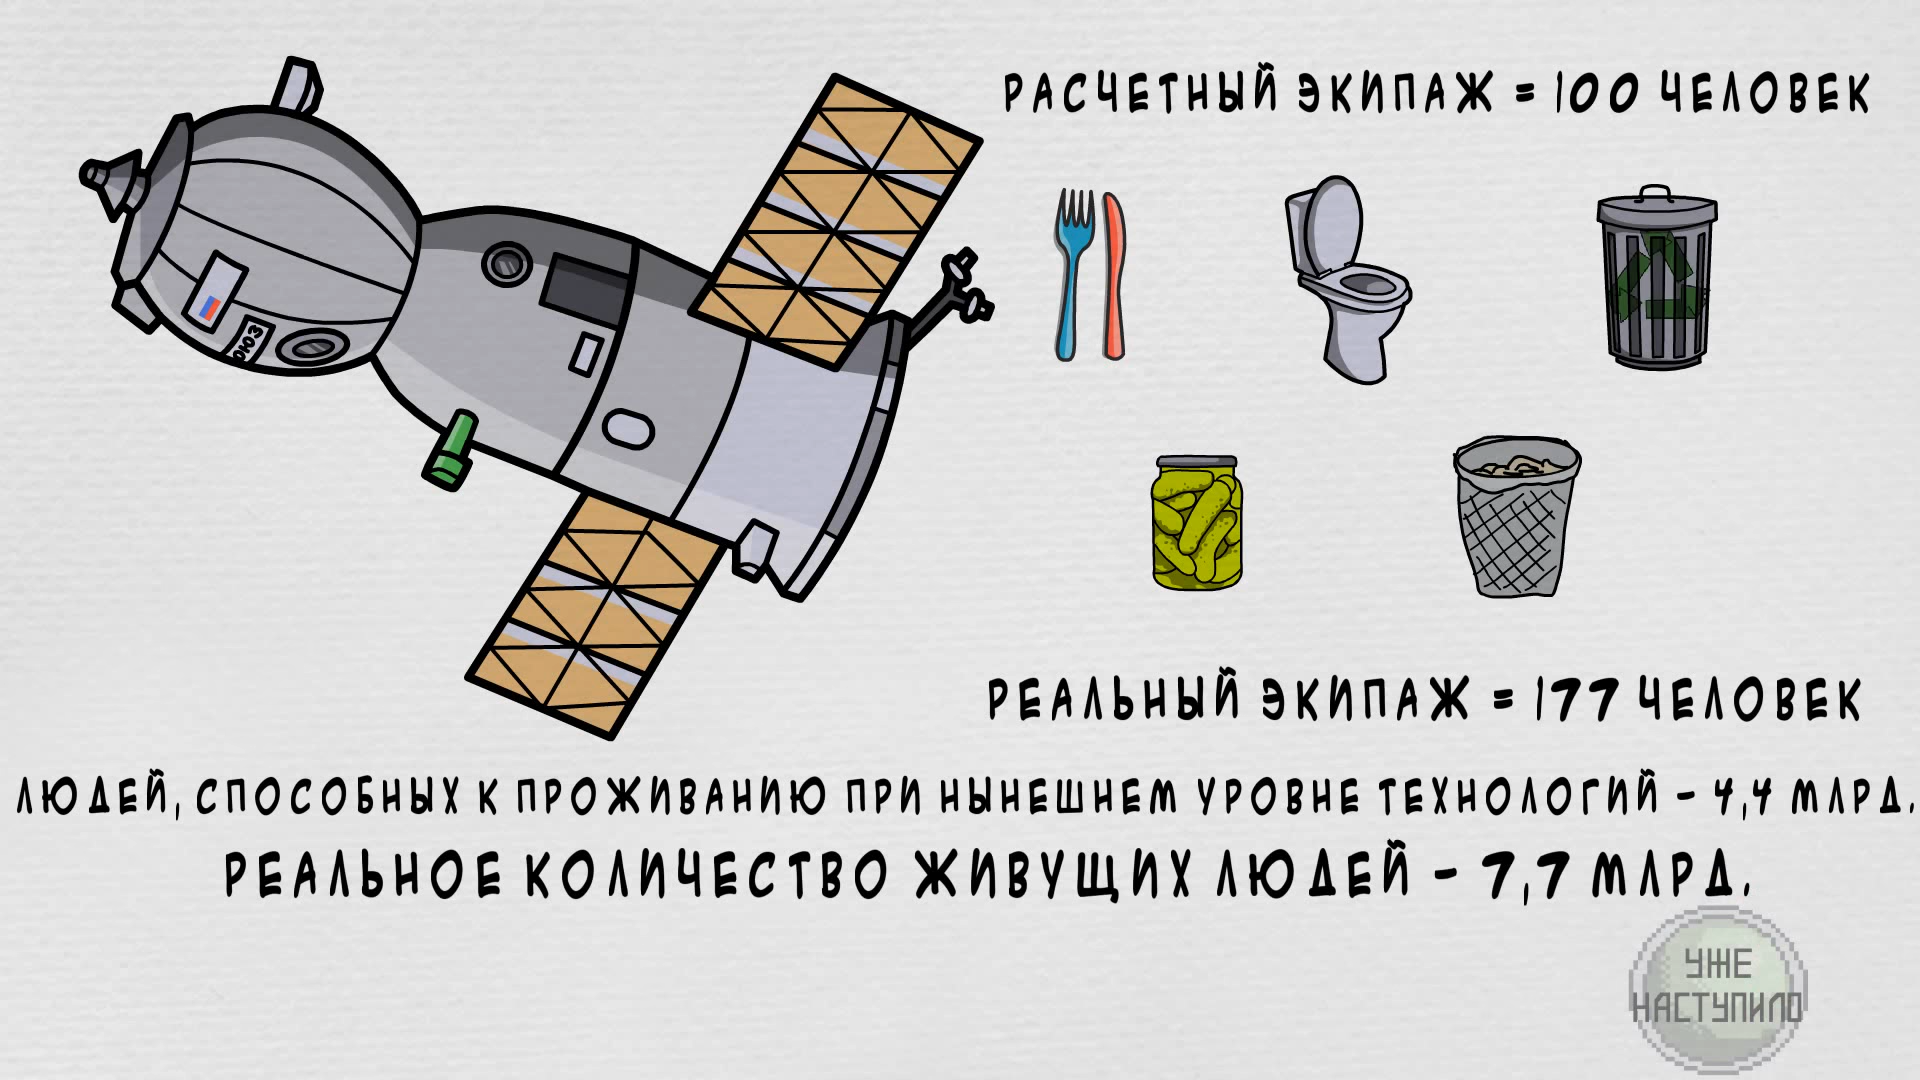 РАСЧЕТНЫЙ ЭКИПАЖ = 100 ЧЕЛОВЕК
ОЮЗ
РЕАЛЬНЫЙ ЭКИПАЖ = 177 ЧЕЛОВЕК
ЛЮДЕЙ, СПОСОБНЫХ К ПРОЖИВАНИЮ ПРИ НЫНЕШНЕМ УРОВНЕ ТЕХНОЛОГИЙ - 4,4 МЛРД.
РЕАЛЬНОЕ КОЛИЧЕСТВО ЖИВУЩИХ ЛЮДЕЙ - 7,7 МЛРД.
УЖЕ
НАСТУПИЛО